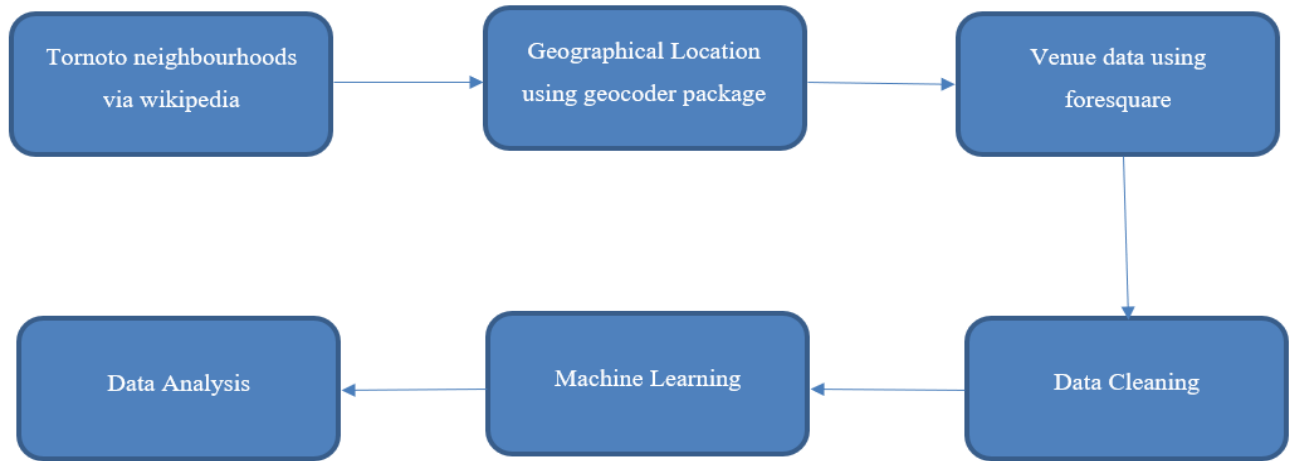 Tornoto neighbourhoods
via wikipedia
Geographical Location
using geocoder package
Venue data using
foresquare
Data Cleaning
Machine Learning
Data Analysis